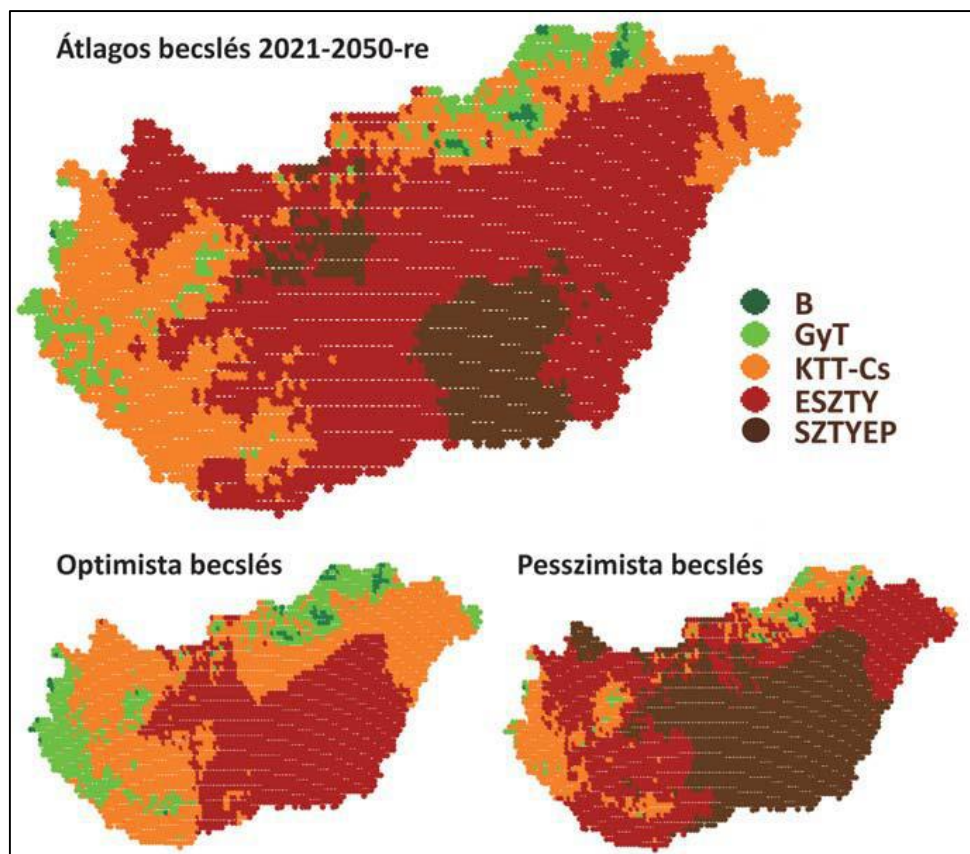 Átlagos becslés 2021-2050-re
B
GyT
KTT-Cs
ESZTY
SZTYEP
Optimista becslés
Pesszimista becslés